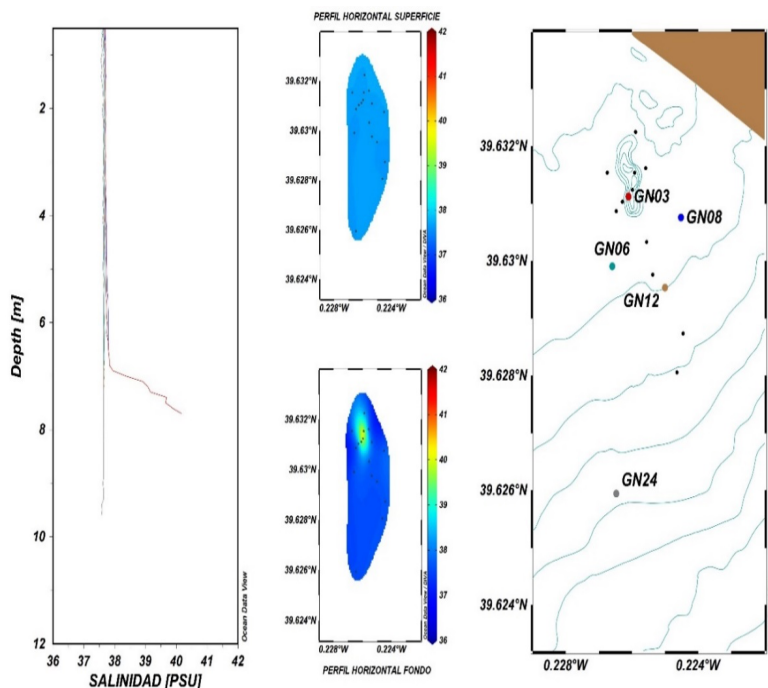 2
4
6
8
10
12
Depth [m]
36
38
40
42
SALINIDAD [PSU]
Ocean Data View
PERFIL HORIZONTAL SUPERFICIE
39.632°N
39.63°N
39.628°N
39.626°N
39.624°N
0.228°W
0.224°W
42
41
40
39
38
37
36
Ocean Data View / DIVA
39.632°N
39.63°N
39.628°N
39.626°N
39.624°N
0.228°W
0.224°W
42
41
40
39
38
37
36
Ocean Data View / DIVA
PERFIL HORIZONTAL FONDO
39.632°N
39.63°N
39.628°N
39.626°N
39.624°N
0.228°W
0.224°W
GN03
GN08
GN06
GN12
GN24